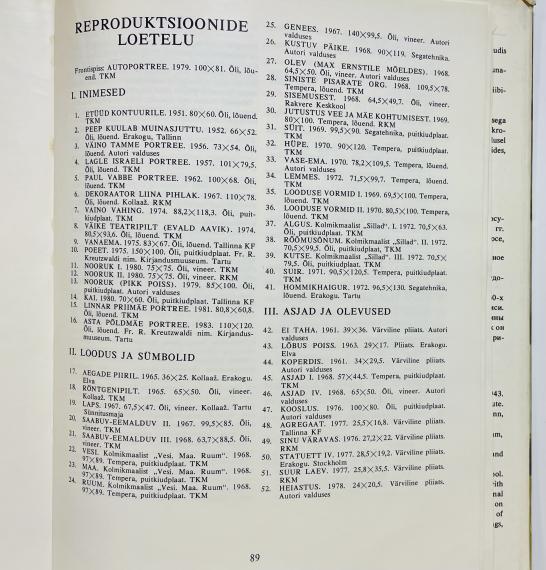 REPRODUKTSIOONIDE
LOETELU
Frontispiss: AUTOPORTREE. 1979. 100×81. Õli, lõu-
end. TKM
I. INIMESED
1. ETÜÜD KONTUURILE. 1951. 80×60. Õli, lõuend.
TKM
2. PEEP KUULAB MUINASJUTTU. 1952. 66×52.
Õli, lõuend. Erakogu, Tallinn
3. VÄINO TAMME PORTREE. 1956. 73×54. Õli,
lõuend. Autori valduses
4. LAGLE ISRAELI PORTREE. 1957. 101×79,5.
Õli, lõuend. TKM
5. PAUL VABBE PORTREE. 1962. 100×68. Õli,
lõuend. TKM
6. DEKORAATOR LIINA PIHLAK. 1967. 110×78.
Õli, lõuend. Kollaaž. RKM
7. VAINO VAHING. 1974. 88,2×118,3. Õli, puit-
kiudplaat. TKM
8. VÄIKE TEATRIPILT (EVALD AAVIK). 1974.
80,5×93,6. Õli, lõuend. TKM
9. VANAEMA. 1975. 83×67. Õli, lõuend. Tallinna KF
10. POEET. 1975. 150×100. Õli, puitkiudplaat. Fr. R.
Kreutzwaldi nim. Kirjandusmuuseum. Tartu
11. NOORUK I. 1980. 75×75. Õli, vineer. TKM
12. NOORUK II. 1980. 75×75. Õli, vineer. RKM
13. NOORUK (PIKK POISS). 1979. 85×100. Õli,
puitkiudplaat. Autori valduses
14. KAI. 1980. 70×60. Õli, puitkiudplaat. Tallinna KF
15. LINNAR PRIIMÄE PORTREE. 1981. 80,8×60,8.
Õli, lõuend. TKM
16. ASTA PÕLDMÄE PORTREE. 1983. 110×120.
Õli, lõuend. Fr. R. Kreutzwaldi nim. Kirjandus-
muuseum. Tartu
II. LOODUS JA SÜMBOLID
17. AEGADE PIIRIL. 1965. 36×25. Kollaaž. Erakogu.
Elva
18. RÖNTGENIPILT. 1965. 65×50. Õli, vineer.
Kollaaž. TKM
19. LAPS. 1967. 67,5×47. Õli, vineer. Kollaaž. Tartu
Sünnitusmaja
20. SAABUV-EEMALDUV II. 1967. 99,5×85. Õli,
vineer. TKM
21. SAABUV-EEMALDUV III. 1968. 63,7×88,5. Õli,
vineer. TKM
22. VESI. Kolmikmaalist „Vesi. Maa. Ruum". 1968.
97×89. Tempera, puitkiudplaat. TKM
23. MAA. Kolmikmaalist „Vesi. Maa. Ruum". 1968.
97×89. Tempera, puitkiudplaat. TKM
24. RUUM. Kolmikmaalist „Vesi. Maa. Ruum". 1968.
97×89. Tempera, puitkiudplaat. TKM
25. GENEES. 1967. 140×99,5. Õli, vineer. Autori
valduses
26. KUSTUV PÄIKE. 1968. 90×119. Segatehnika.
Autori valduses
27. OLEV (MAX ERNSTILE MÕELDES). 1968.
64,5×50. Õli, vineer. Autori valduses
28. SINISTE PISARATE ORG. 1968. 109,5×78.
Tempera, lõuend. TKM
29. SISEMUSEST. 1968. 64,5×49,7. Õli, vineer.
Rakvere Keskkool
30. JUTUSTUS VEE JA MÄE KOHTUMISEST. 1969.
80×100. Tempera, lõuend. RKM
31. SÜIT. 1969. 99,5×90. Segatehnika, puitkiudplaat.
TKM
32. HÜPE. 1970. 90×120. Tempera, puitkiudplaat.
TKM
33. VASE-EMA. 1970. 78,2×109,5. Tempera, lõuend.
Autori valduses
34. LEMMES. 1972. 71,5×99,7. Tempera, lõuend.
TKM
35. LOODUSE VORMID I. 1969. 69,5×100. Tempera,
lõuend. TKM
36. LOODUSE VORMID II. 1970. 80,5×100. Tempera,
lõuend. TKM
37. ALGUS. Kolmikmaalist „Sillad". I. 1972. 70,5×63.
Õli, puitkiudplaat. TKM
38. RÕÕMUSÕNUM. Kolmikmaalist „Sillad". II. 1972.
70,5×99,5. Õli, puitkiudplaat. TKM
39. KUTSE. Kolmikmaalist „Sillad". III. 1972. 70,5×
79,5. Õli, puitkiudplaat. TKM
40. SUIR. 1971. 90,5×120,5. Tempera, puitkiudplaat.
TKM
41. HOMMIKHAIGUR. 1972. 96,5×130. Segatehnika,
lõuend. Erakogu. Tartu
III. ASJAD JA OLEVUSED
42. EI TAHA. 1961. 39×36. Värviline pliiats. Autori
valduses
43. LÕBUS POISS. 1963. 29×17. Pliiats. Erakogu.
Elva
44. KOPERDIS. 1961. 34×29,5. Värviline pliiats.
Autori valduses
45. ASJAD I. 1968. 57×44,5. Tempera, puitkiudplaat.
TKM
46. ASJAD IV. 1968. 65×50. Õli, vineer. Autori
valduses
47. KOOSLUS. 1976. 100×80. Õli, puitkiudplaat.
Autori valduses
48. AGREGAAT. 1977. 25,5×16,8. Värviline pliiats.
Tallinna KF
49. SINU VÄRAVAS. 1976. 27,2×22. Värviline pliiats.
RKM
50. STATUETT IV. 1977. 28,5×19,2. Värviline pliiats.
Erakogu. Stockholm
51. SUUR LAEV. 1977. 25,8×35,5. Värviline pliiats.
RKM
52. HEIASTUS. 1978. 24×20,5. Värviline pliiats.
Autori valduses
89